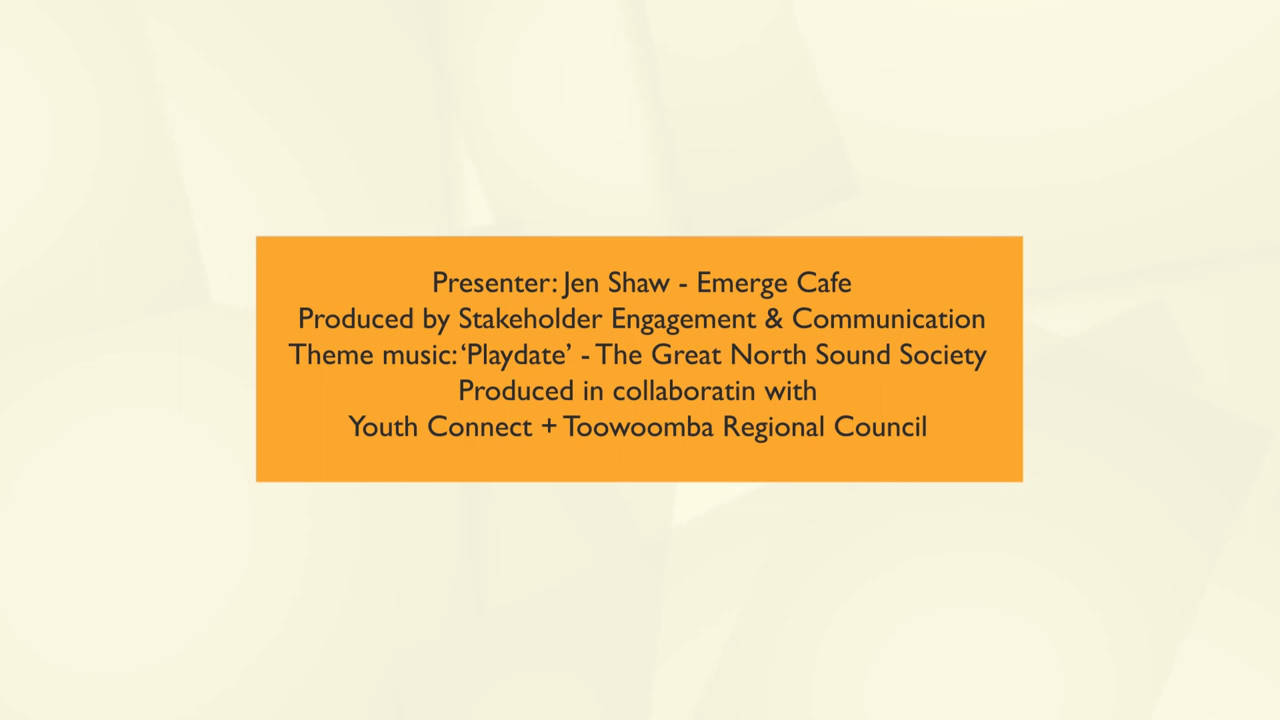 Presenter: Jen Shaw - Emerge Cafe
Produced by Stakeholder Engagement & Communication
Theme music: ‘Playdate’ - The Great North Sound Society
Produced in collaboratin with
Youth Connect + Toowoomba Regional Council